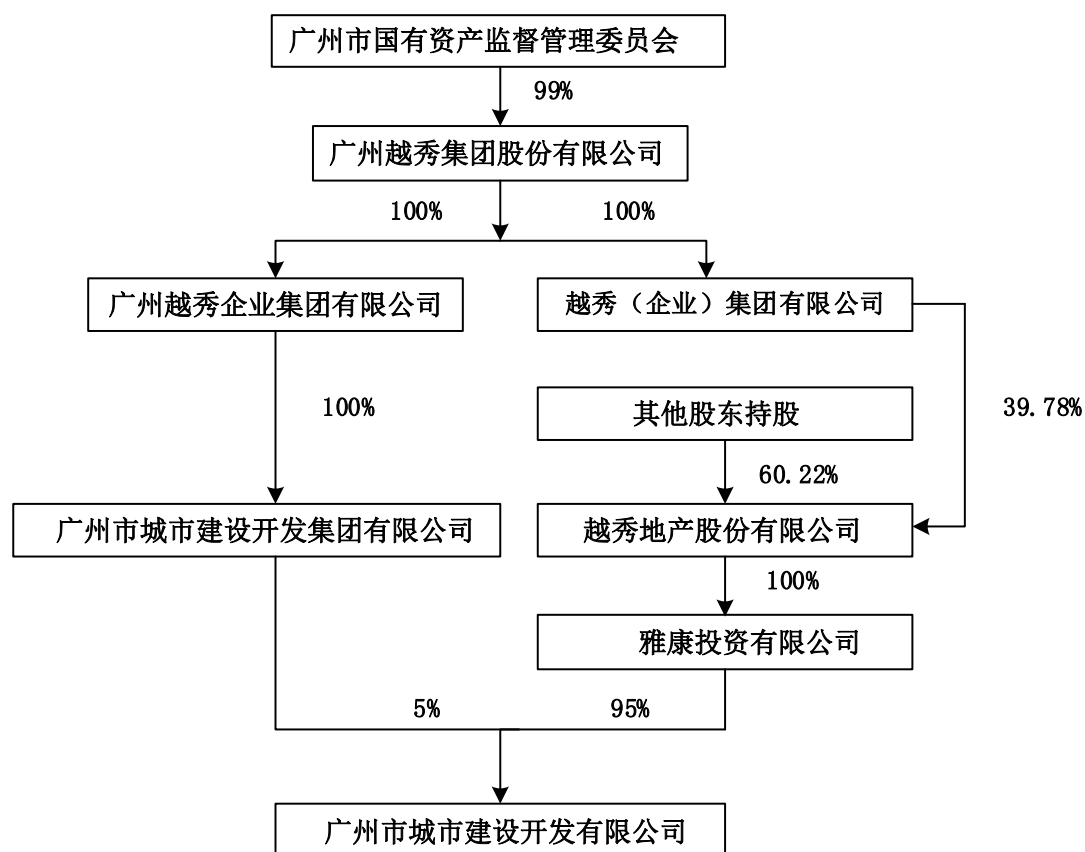 广州市国有资产监督管理委员会
99%
广州越秀集团股份有限公司
100%
100%
广州越秀企业集团有限公司
越秀（企业）集团有限公司
100%
其他股东持股
39.78%
60.22%
广州市城市建设开发集团有限公司
越秀地产股份有限公司
100%
雅康投资有限公司
5%
95%
广州市城市建设开发有限公司